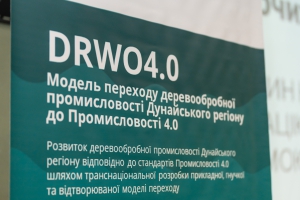 DRWO4.0
Модель переходу деревообробної
промисловості Дунайського регіону
до Промисловості 4.0
Розвиток деревообробної промисловості Дунайського
регіону відповідно до стандартів Промисловості 4.0
шляхом транснаціональної розробки прикладної, гнучкої
та відтворюваної моделі переходу